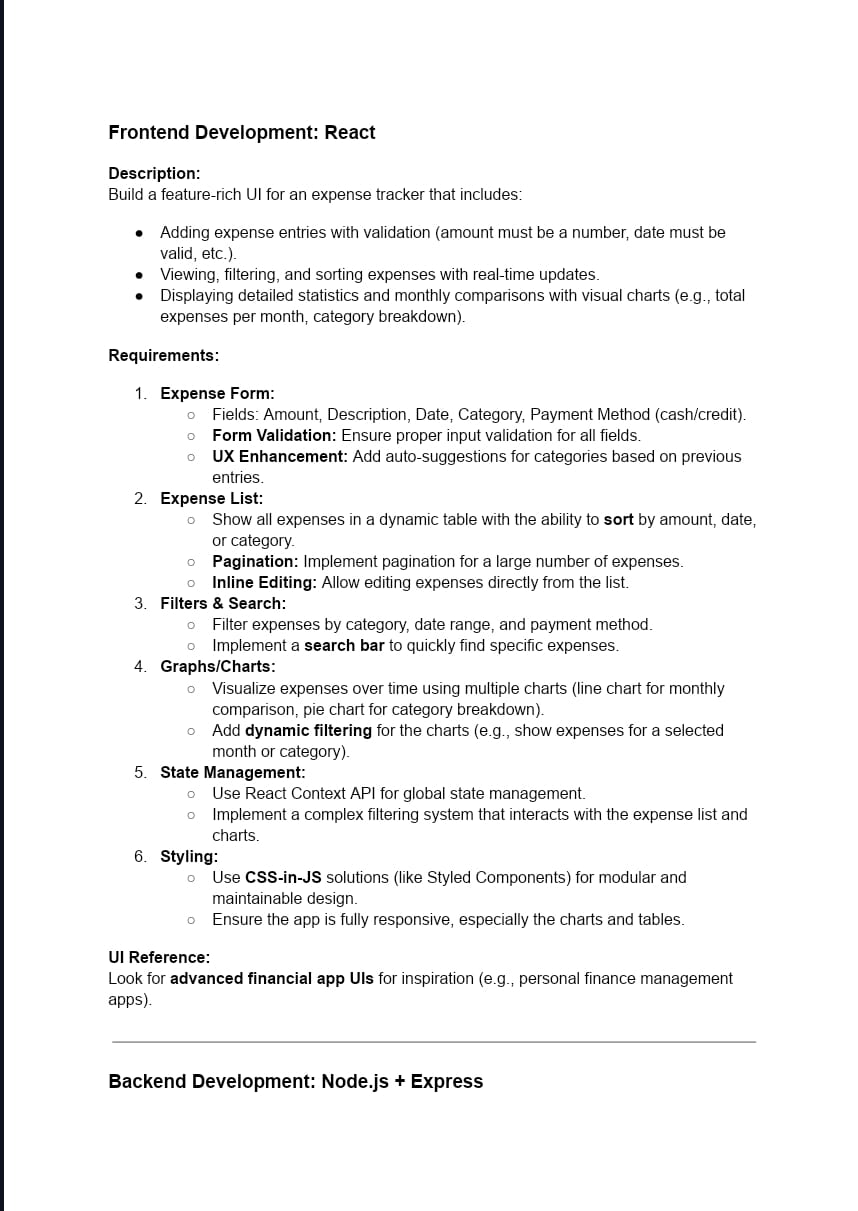 Frontend Development: React
Description:
Build a feature-rich UI for an expense tracker that includes:
● Adding expense entries with validation (amount must be a number, date must be
valid, etc.).
● Viewing, filtering, and sorting expenses with real-time updates.
● Displaying detailed statistics and monthly comparisons with visual charts (e.g., total
expenses per month, category breakdown).
Requirements:
1. Expense Form:
○ Fields: Amount, Description, Date, Category, Payment Method (cash/credit).
○ Form Validation: Ensure proper input validation for all fields.
○ UX Enhancement: Add auto-suggestions for categories based on previous
entries.
2. Expense List:
○ Show all expenses in a dynamic table with the ability to sort by amount, date,
or category.
○ Pagination: Implement pagination for a large number of expenses.
○ Inline Editing: Allow editing expenses directly from the list.
3. Filters & Search:
○ Filter expenses by category, date range, and payment method.
○ Implement a search bar to quickly find specific expenses.
4. Graphs/Charts:
○ Visualize expenses over time using multiple charts (line chart for monthly
comparison, pie chart for category breakdown).
○ Add dynamic filtering for the charts (e.g., show expenses for a selected
month or category).
5. State Management:
○ Use React Context API for global state management.
○ Implement a complex filtering system that interacts with the expense list and
charts.
6. Styling:
○ Use CSS-in-JS solutions (like Styled Components) for modular and
maintainable design.
○ Ensure the app is fully responsive, especially the charts and tables.
UI Reference:
Look for advanced financial app UIs for inspiration (e.g., personal finance management
apps).
Backend Development: Node.js + Express